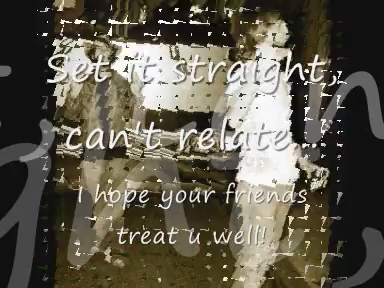 Set it straight,
can't relate...
I hope your friends
treat u well!